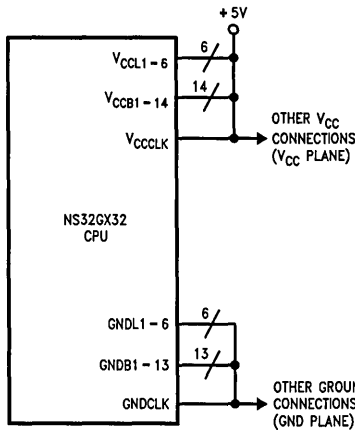 +5V
VCCL1-6
6
VCCB1-14
14
VCCCLK
OTHER VCC
CONNECTIONS
(VCC PLANE)
NS32GX32
CPU
GNDL1-6
6
GNDB1-13
13
GNDCLK
OTHER GROUN
CONNECTIONS
(GND PLANE)